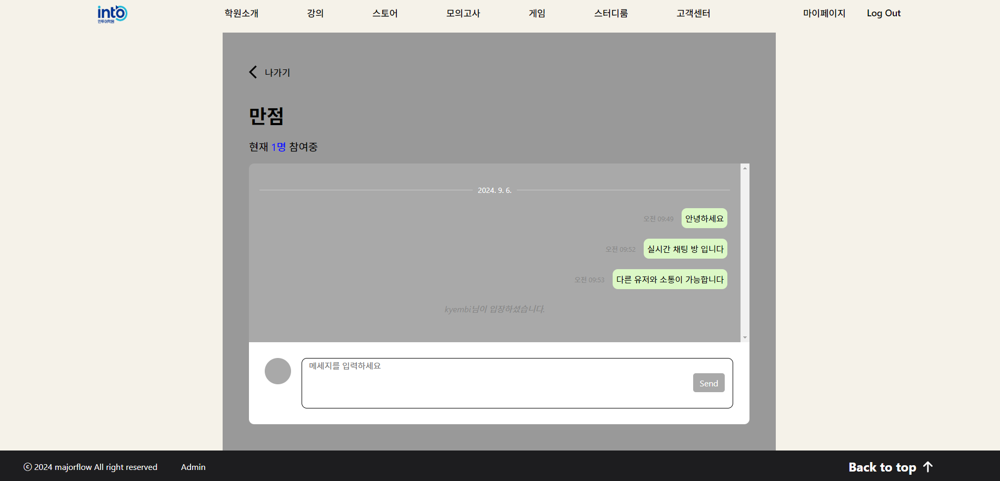 into
인투어학원
학원소개 강의 스토어 모의고사 게임 스터디룸 고객센터 마이페이지 Log Out
나가기
만점
현재 1명 참여중
2024. 9. 6.
오전 09:49 안녕하세요
오전 09:52 실시간 채팅 방 입니다
오전 09:53 다른 유저와 소통이 가능합니다
kyembi님이 입장하셨습니다.
메세지를 입력하세요
Send
ⓒ 2024 majorflow All right reserved Admin
Back to top